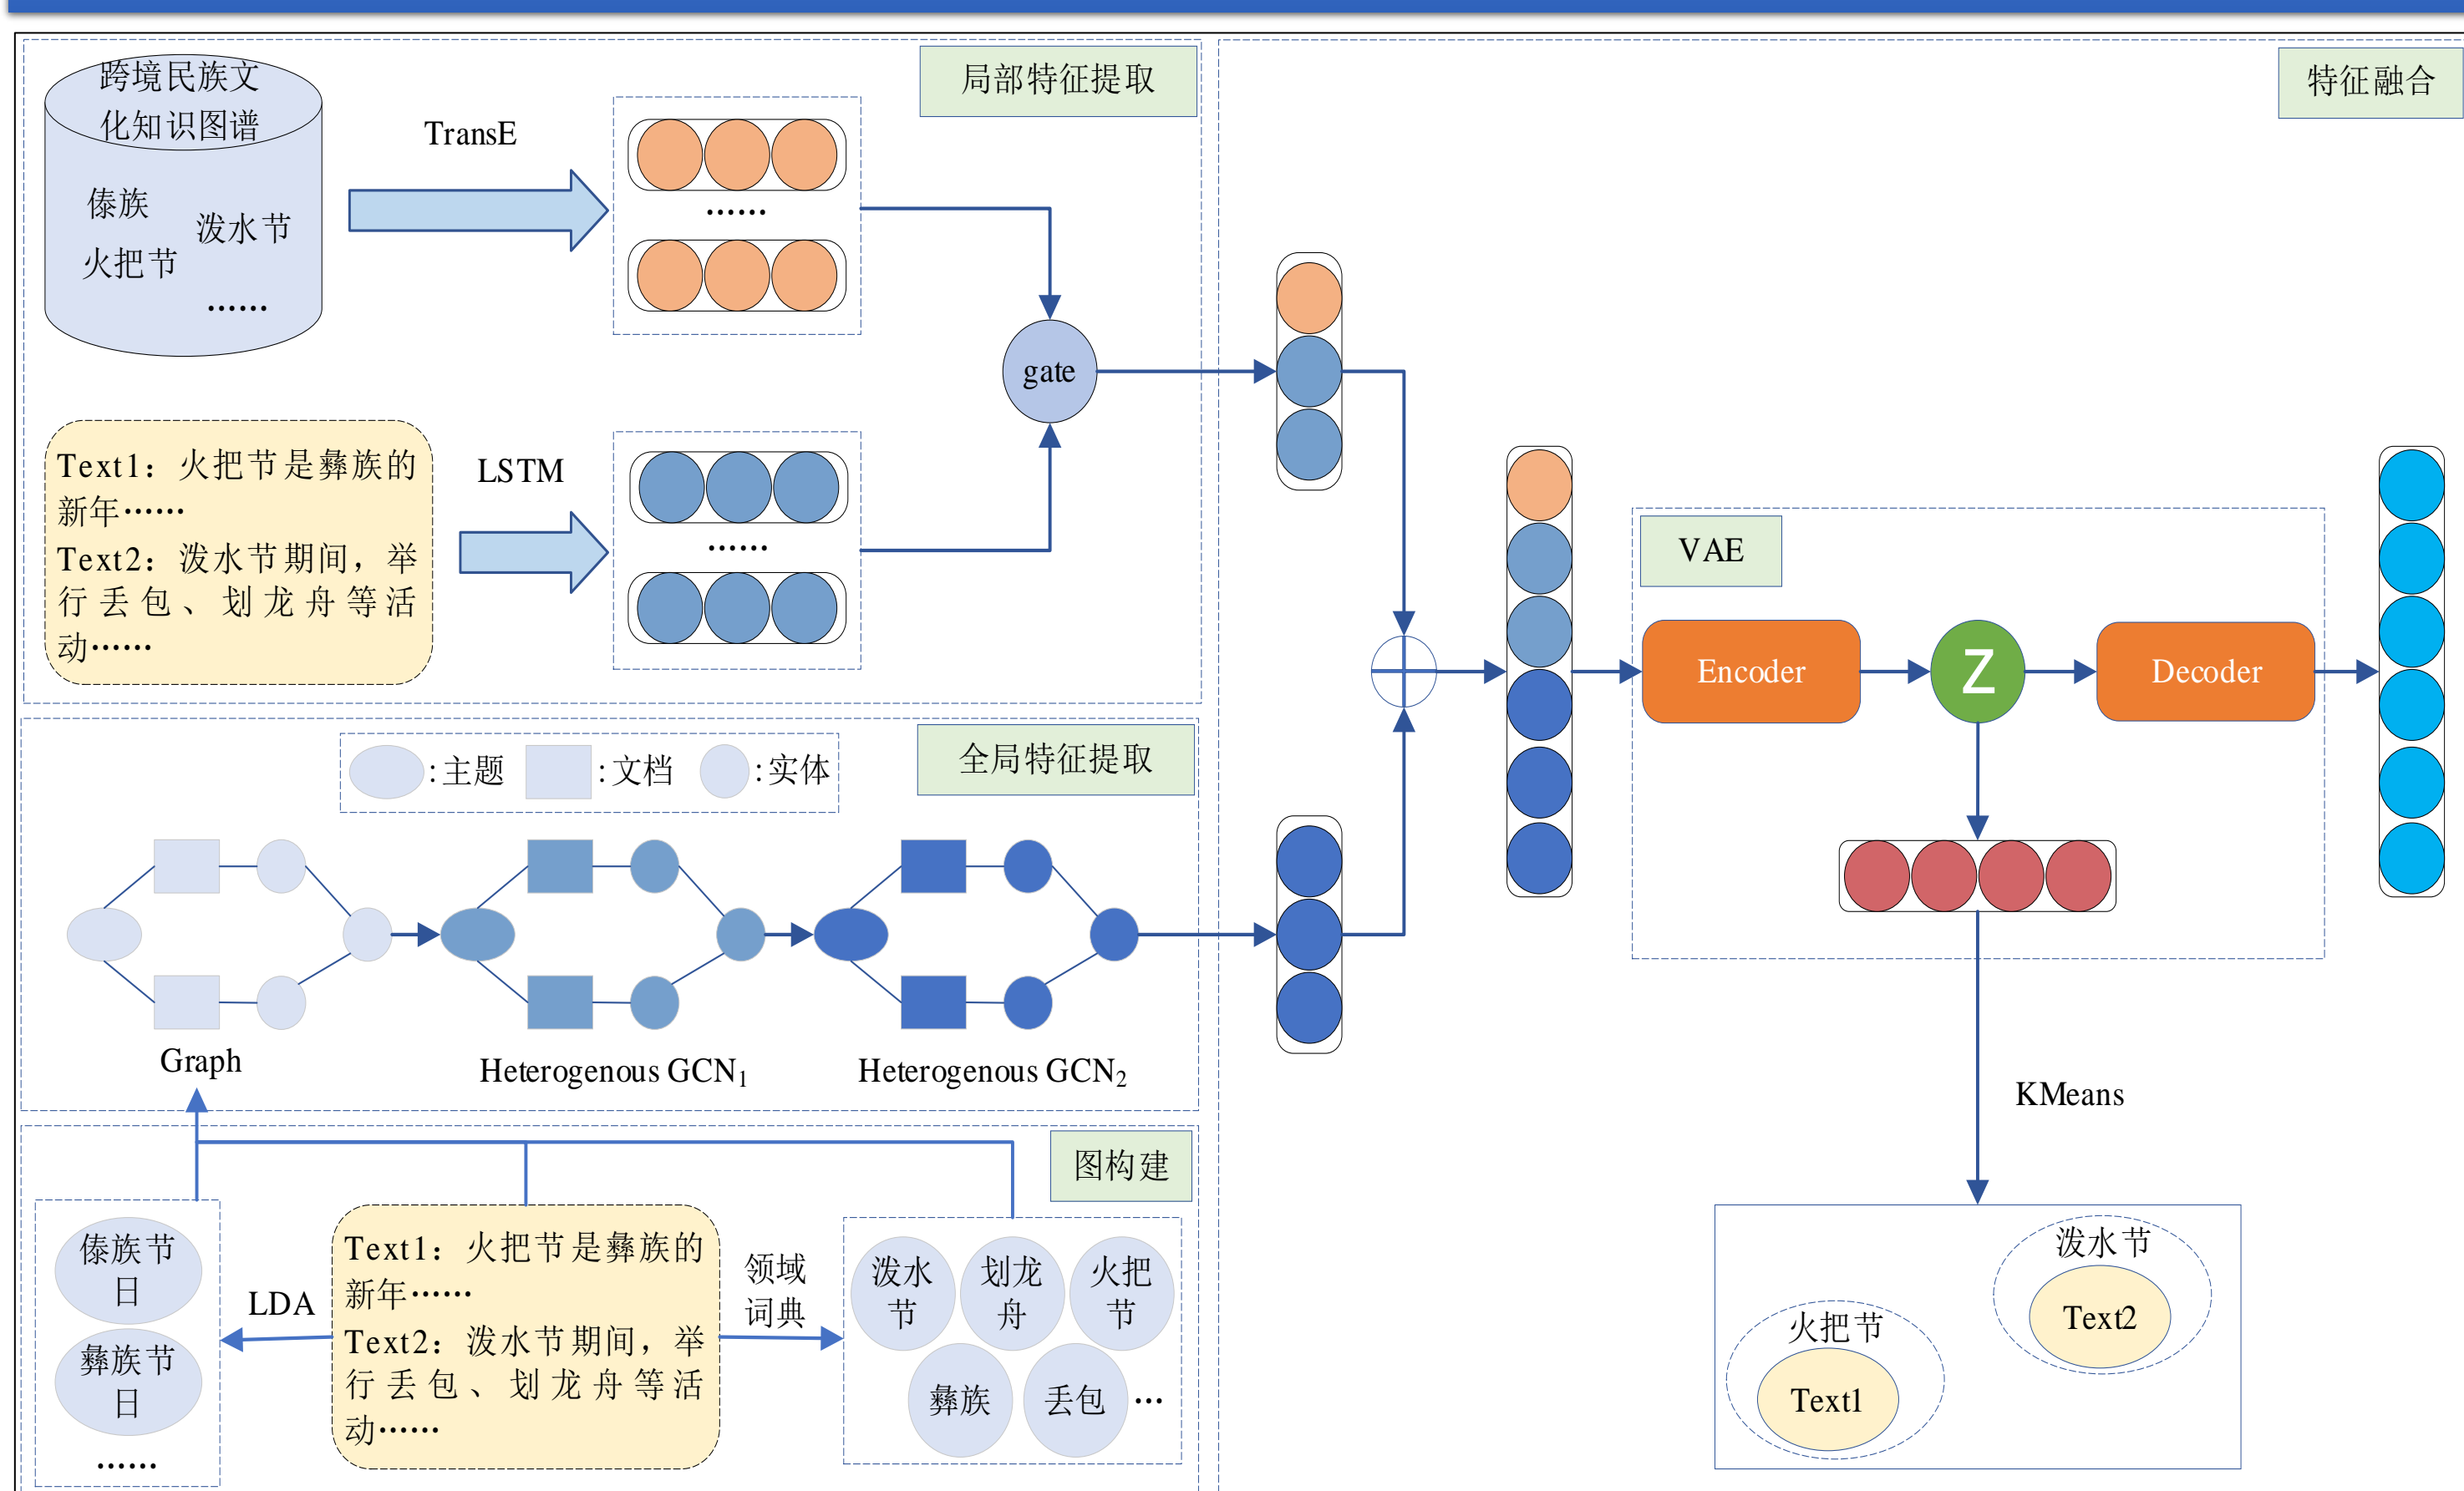 跨境民族文
化知识图谱
傣族
泼水节
火把节
……
TransE
……
局部特征提取
gate
Text1：火把节是彝族的
新年……
Text2：泼水节期间，举
行丢包、划龙舟等活
动……
LSTM
……
:主题
:文档
:实体
全局特征提取
Graph
Heterogenous GCN₁
Heterogenous GCN₂
图构建
傣族节
日
彝族节
日
……
LDA
Text1：火把节是彝族的
新年……
Text2：泼水节期间，举
行丢包、划龙舟等活
动……
领域
词典
泼水
节
划龙
舟
火把
节
彝族
丢包
…
特征融合
VAE
Encoder
Z
Decoder
KMeans
泼水节
Text2
火把节
Text1